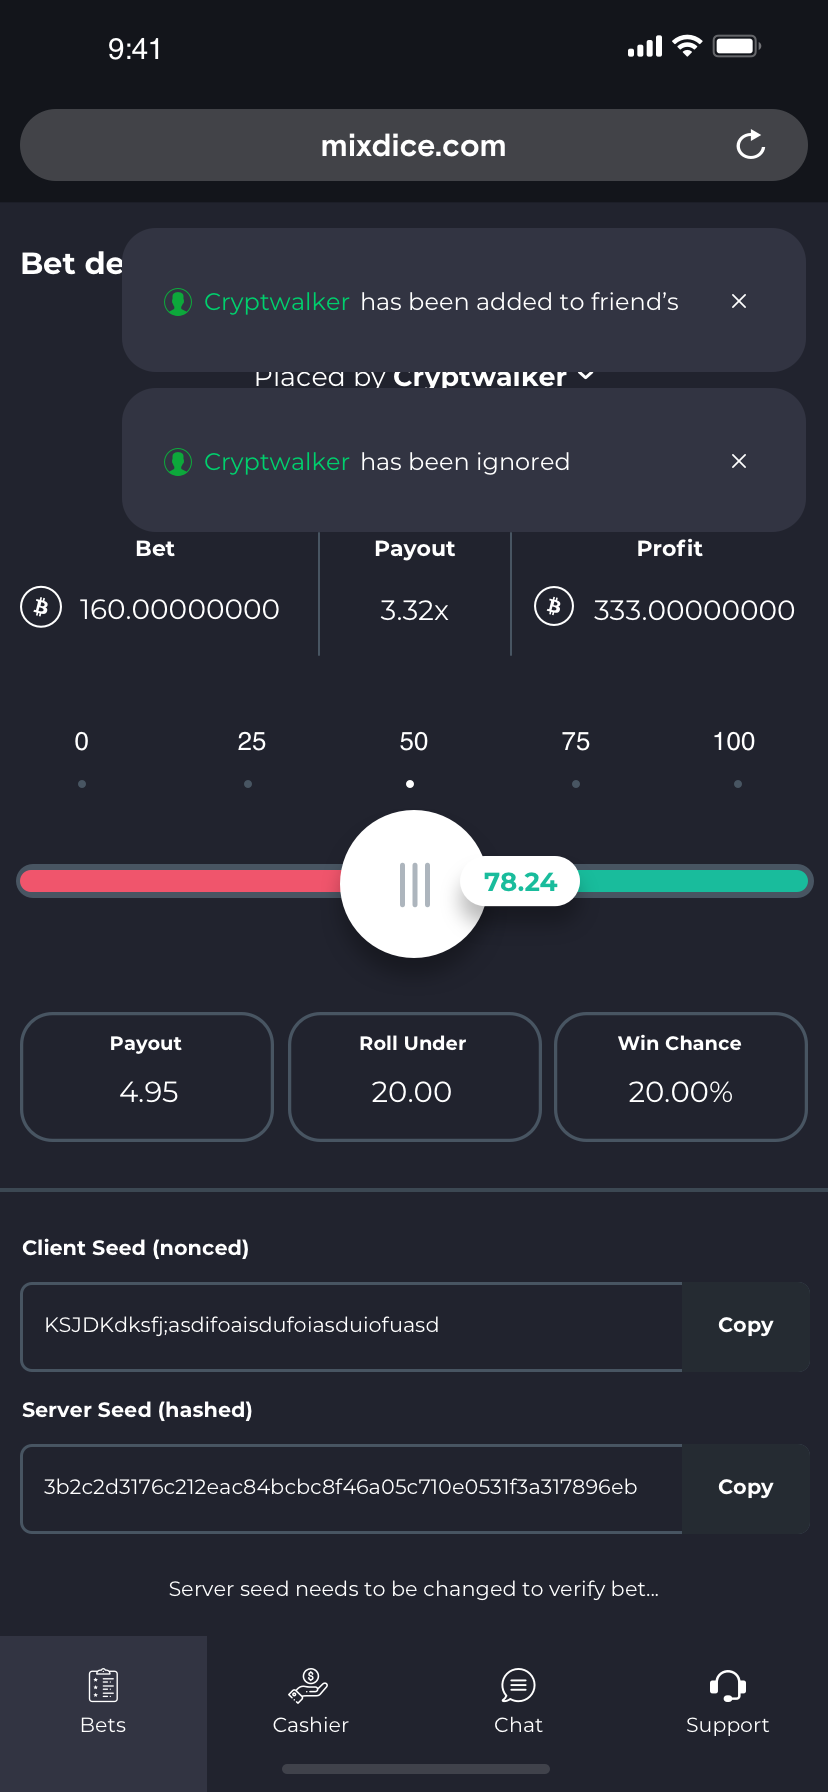 9:41
mixdice.com
Bet de
Cryptwalker has been added to friend's
Placed by Cryptwalker
Cryptwalker has been ignored
Bet Payout Profit
160.00000000 3.32x 333.00000000
0 25 50 75 100
78.24
Payout Roll Under Win Chance
4.95 20.00 20.00%
Client Seed (nonced)
KSJDKdksfj;asdifoaisdufoiasduiofuasd Copy
Server Seed (hashed)
3b2c2d3176c212eac84bcbc8f46a05c710e0531f3a317896eb Copy
Server seed needs to be changed to verify bet...
Bets Cashier Chat Support